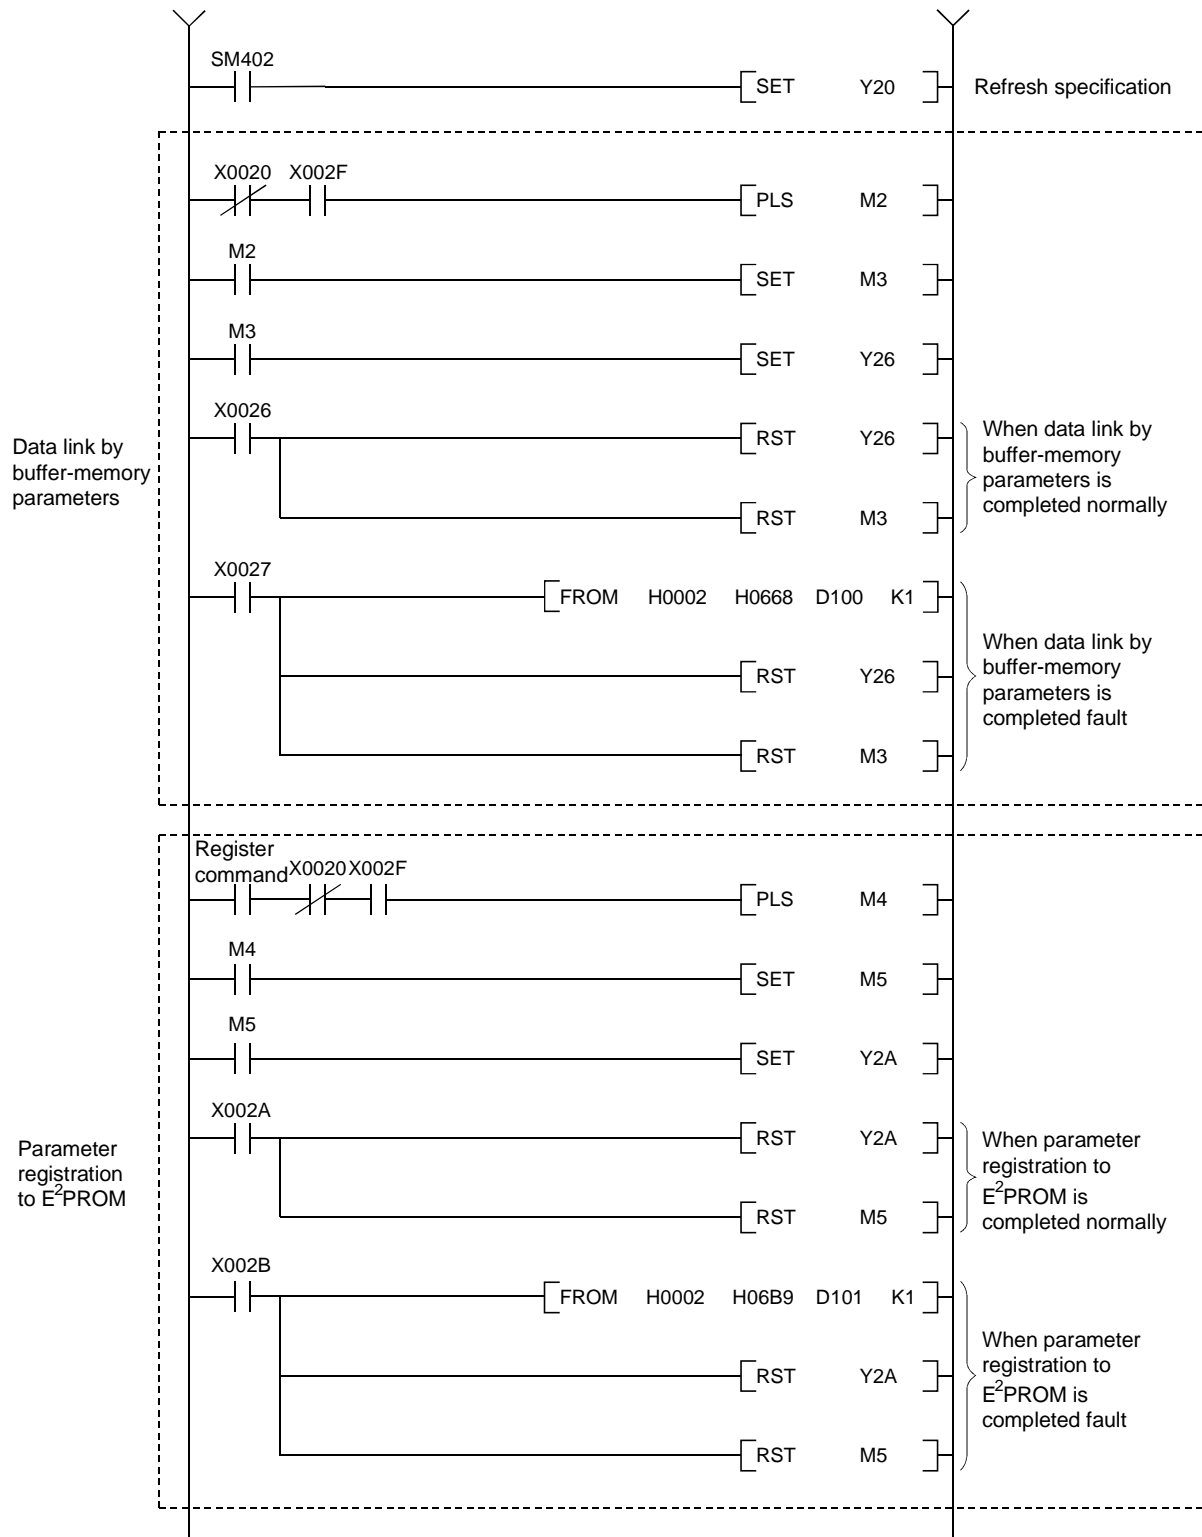 SM402
SET Y20 Refresh specification
X0020 X002F
PLS M2
M2
SET M3
M3
SET Y26
X0026
RST Y26
RST M3
When data link by
buffer-memory
parameters is
completed normally
Data link by
buffer-memory
parameters
X0027
FROM H0002 H0668 D100 K1
RST Y26
RST M3
When data link by
buffer-memory
parameters is
completed fault
Register
command X0020 X002F
PLS M4
M4
SET M5
M5
SET Y2A
X002A
RST Y2A
RST M5
When parameter
registration to
E²PROM is
completed normally
Parameter
registration
to E²PROM
X002B
FROM H0002 H06B9 D101 K1
RST Y2A
RST M5
When parameter
registration to
E²PROM is
completed fault